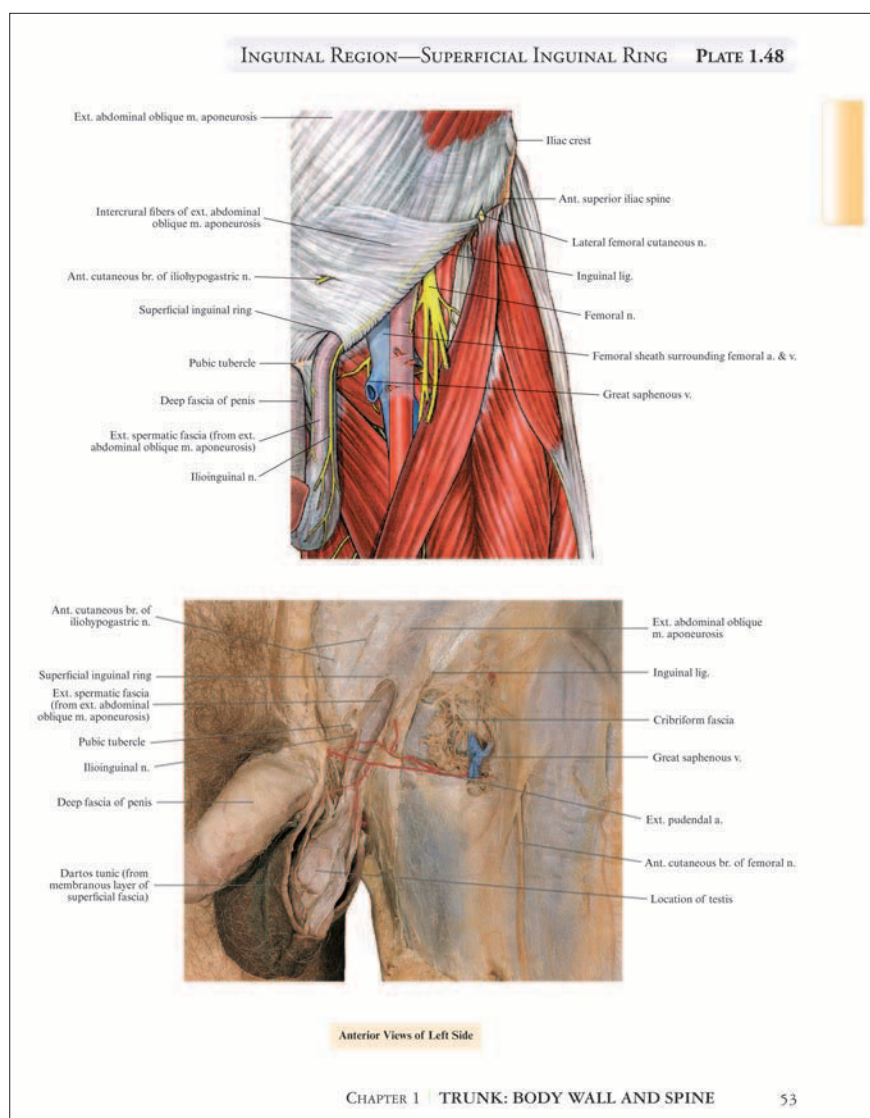 INGUINAL REGION—SUPERFICIAL INGUINAL RING PLATE 1.48
Ext. abdominal oblique m. aponeurosis
Intercrural fibers of ext. abdominal
oblique m. aponeurosis
Ant. cutaneous br. of iliohypogastric n.
Superficial inguinal ring
Pubic tubercle
Deep fascia of penis
Ext. spermatic fascia (from ext.
abdominal oblique m. aponeurosis)
Ilioinguinal n.
Iliac crest
Ant. superior iliac spine
Lateral femoral cutaneous n.
Inguinal lig.
Femoral n.
Femoral sheath surrounding femoral a. & v.
Great saphenous v.
Ant. cutaneous br. of
iliohypogastric n.
Superficial inguinal ring
Ext. spermatic fascia
(from ext. abdominal
oblique m. aponeurosis)
Pubic tubercle
Ilioinguinal n.
Deep fascia of penis
Dartos tunic (from
membranous layer of
superficial fascia)
Ext. abdominal oblique
m. aponeurosis
Inguinal lig.
Cribriform fascia
Great saphenous v.
Ext. pudendal a.
Ant. cutaneous br. of femoral n.
Location of testis
Anterior Views of Left Side
CHAPTER 1 | TRUNK: BODY WALL AND SPINE 53